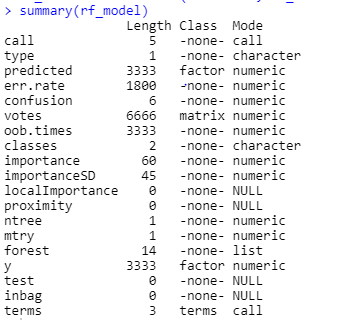 > summary(rf_model)
                Length Class  Mode
call               5   -none- call
type               1   -none- character
predicted       3333   factor numeric
err.rate        1800   -none- numeric
confusion          6   -none- numeric
votes           6666   matrix numeric
oob.times       3333   -none- numeric
classes            2   -none- character
importance        60   -none- numeric
importanceSD      45   -none- numeric
localImportance    0   -none- NULL
proximity          0   -none- NULL
ntree              1   -none- numeric
mtry               1   -none- numeric
forest            14   -none- list
y               3333   factor numeric
test               0   -none- NULL
inbag              0   -none- NULL
terms              3   terms  call